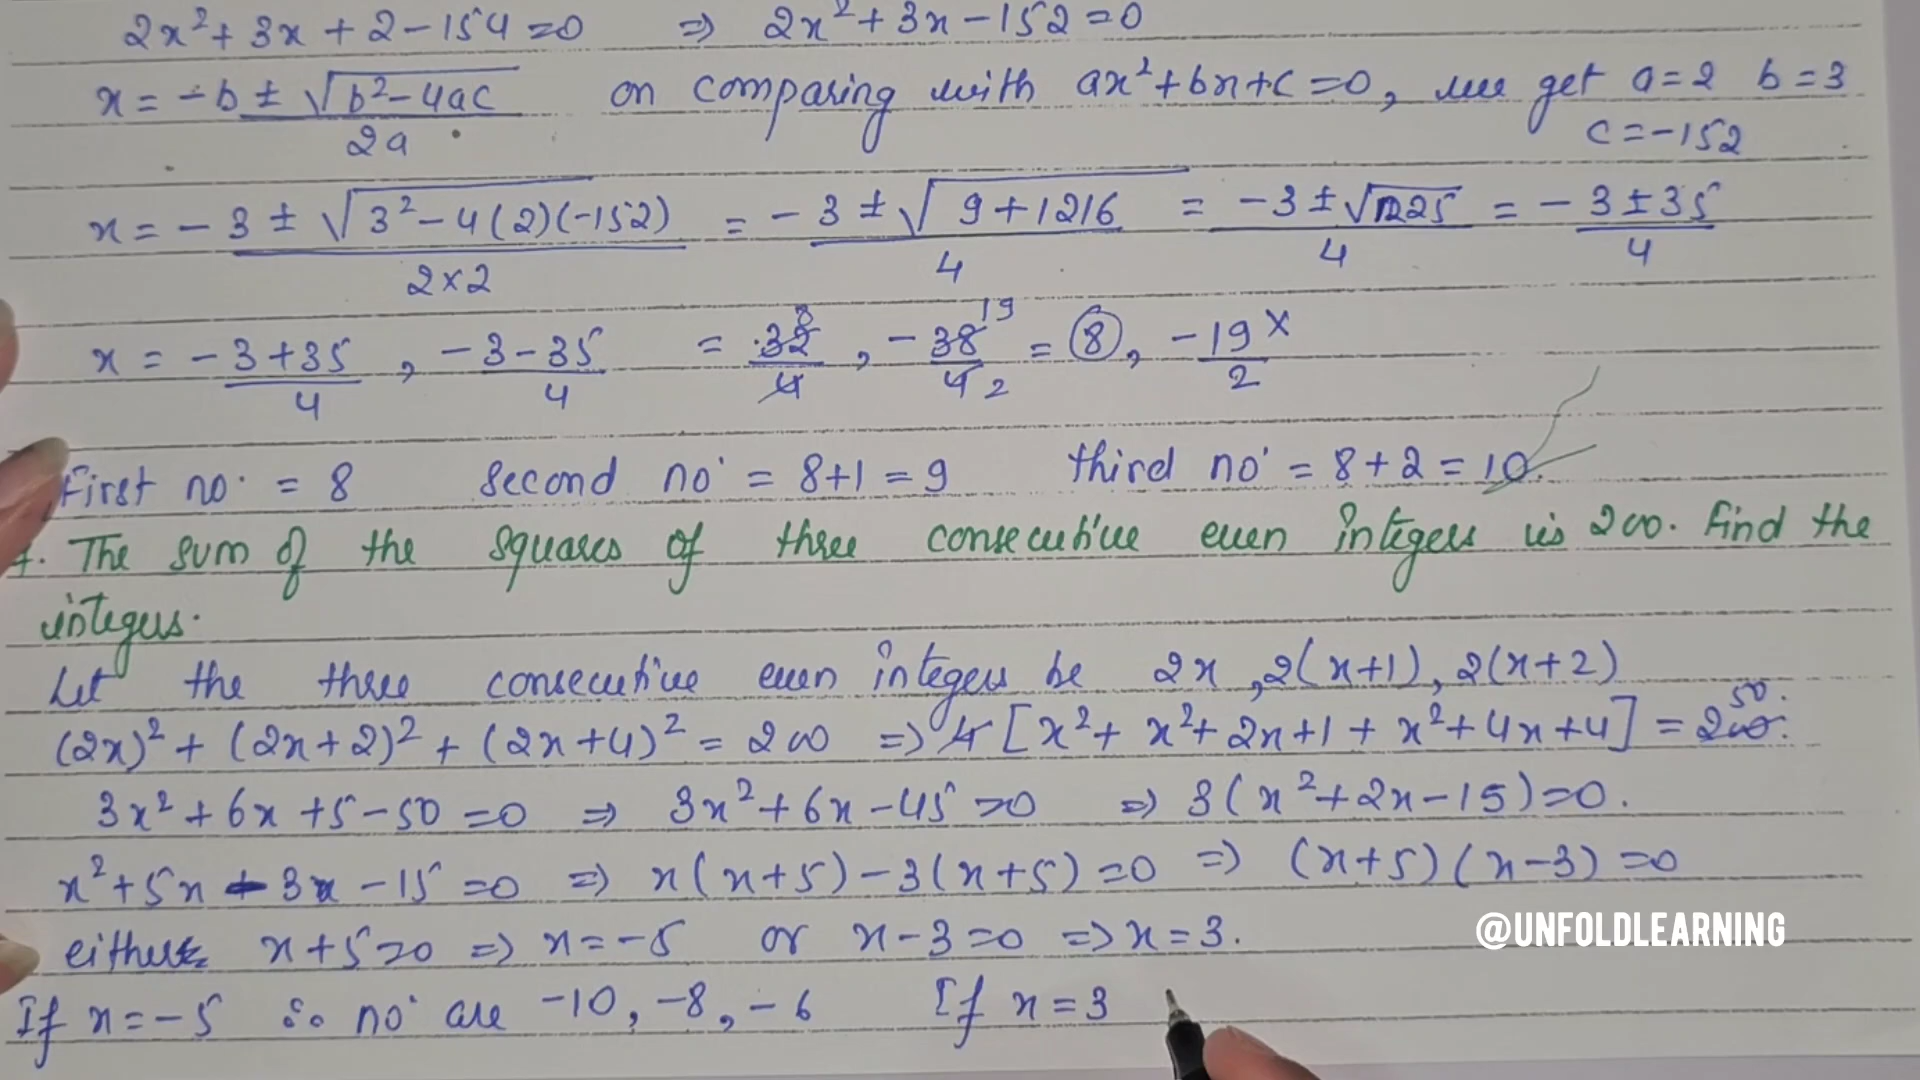 2x²+3x+2-154=0 ⇒ 2x²+3x-152=0
x = -b ± √b²-4ac / 2a on comparing with ax²+bx+c=0, we get a=2 b=3
c=-152
x = -3 ± √3²-4(2)(-152) / 2×2 = -3 ± √9+1216 / 4 = -3 ± √1225 / 4 = -3±35 / 4
x = -3+35 / 4, -3-35 / 4 = 32 8 / 4, -38 19 / 4 2 = 8, -19 / 2 ×
First no. = 8 second no. = 8+1=9 third no. = 8+2=10.
The sum of the squares of three consecutive even integers is 200. Find the
integers.
Let the three consecutive even integers be 2x, 2(x+1), 2(x+2)
(2x)²+(2x+2)²+(2x+4)²=200 ⇒ 4[x²+x²+2x+1+x²+4x+4]=200. 50.
3x²+6x+5-50=0 ⇒ 3x²+6x-45=0 ⇒ 3(x²+2x-15)=0.
x²+5x-3x-15=0 ⇒ x(x+5)-3(x+5)=0 ⇒ (x+5)(x-3)=0
either x+5=0 ⇒ x=-5 or x-3=0 ⇒ x=3.
If x=-5 So no. are -10, -8, -6 If x=3
@UNFOLDLEARNING